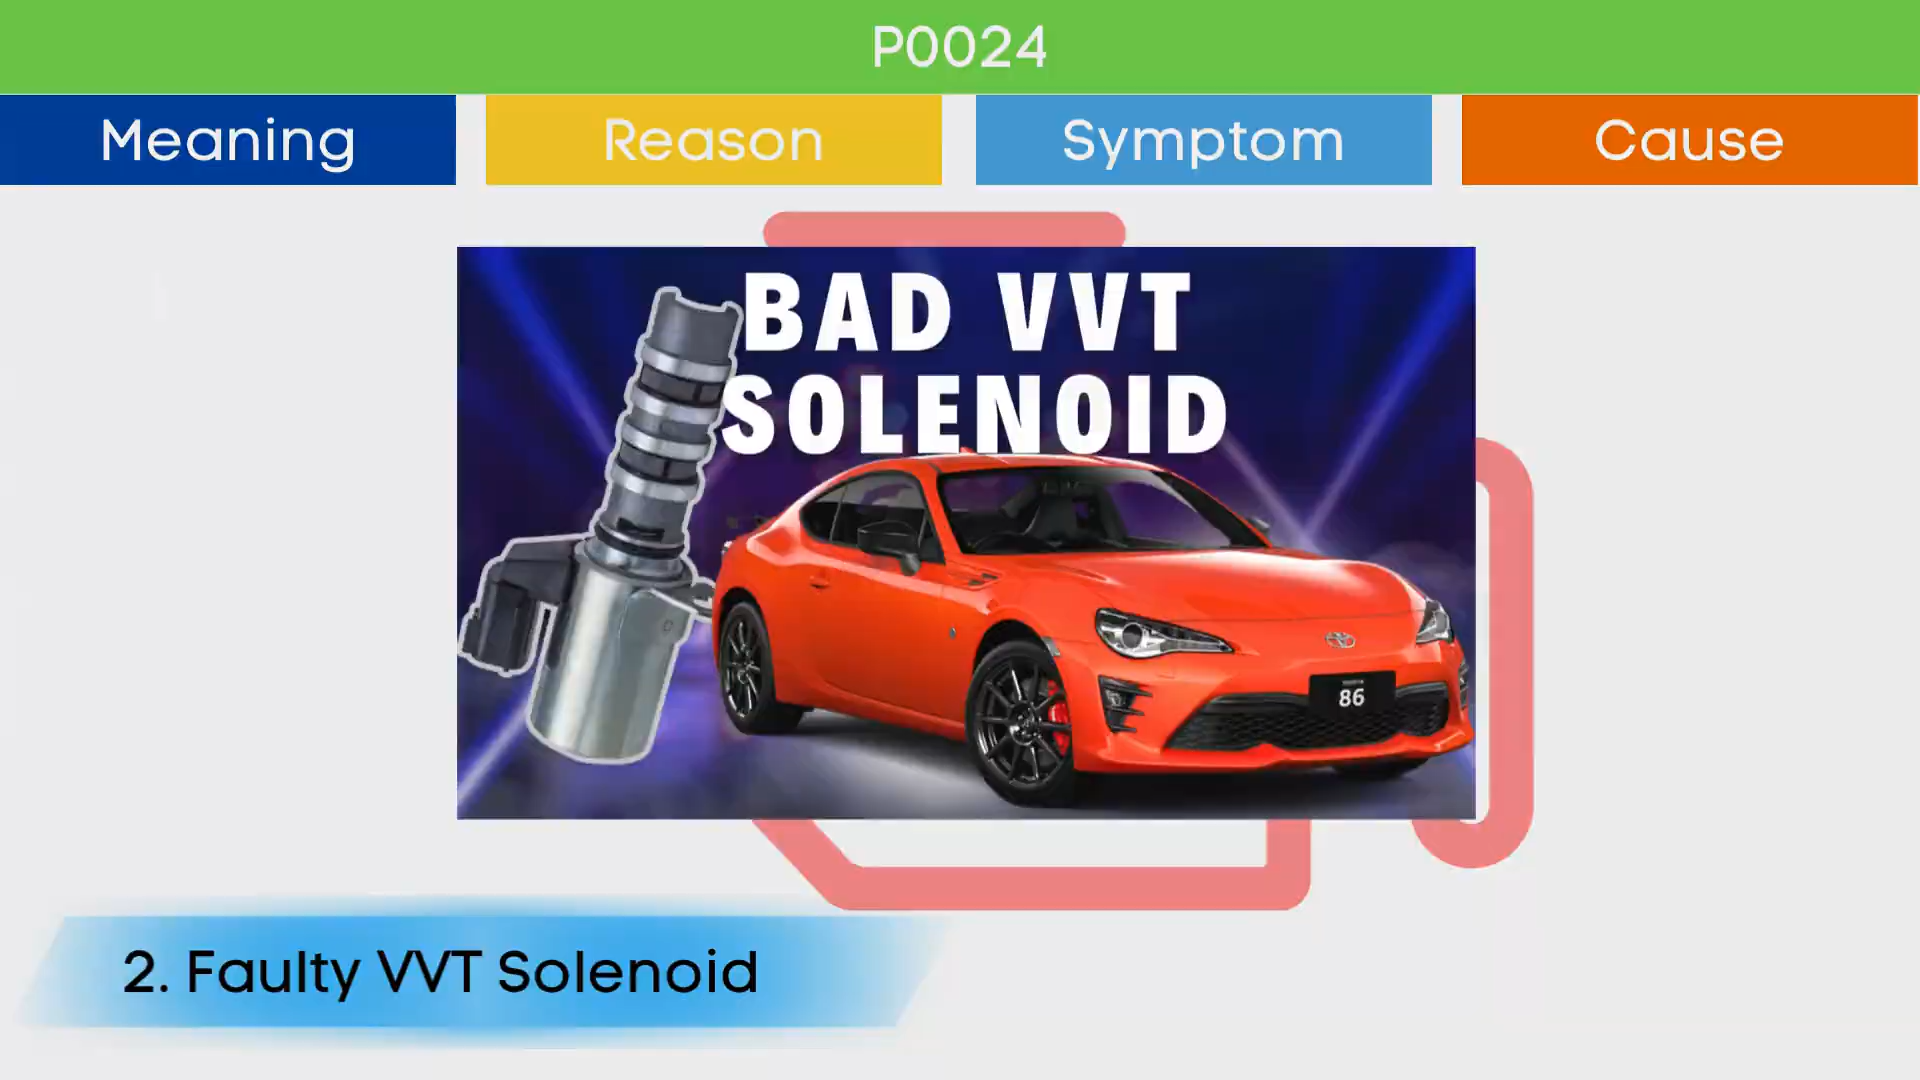 P0024
Meaning
Reason
Symptom
Cause
BAD VVT
SOLENOID
86
2. Faulty VVT Solenoid